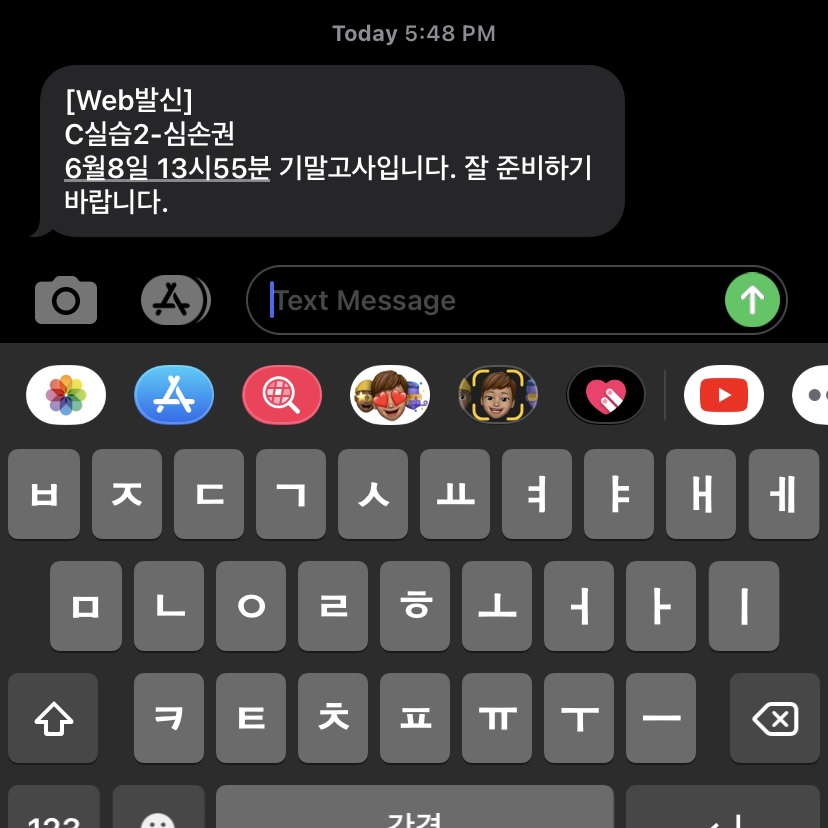 Today 5:48 PM
[Web발신]
C실습2-심손권
6월8일 13시55분 기말고사입니다. 잘 준비하기
바랍니다.
Text Message
ㅂ ㅈ ㄷ ㄱ ㅅ ㅛ ㅕ ㅑ ㅐ ㅔ
ㅁ ㄴ ㅇ ㄹ ㅎ ㅗ ㅓ ㅏ ㅣ
ㅋ ㅌ ㅊ ㅍ ㅠ ㅜ ㅡ
123 간격